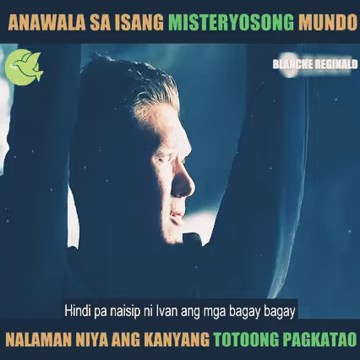 ANAWALA SA ISANG MISTERYOSONG MUNDO
BLANCHE REGINALD
Hindi pa naisip ni Ivan ang mga bagay bagay
NALAMAN NIYA ANG KANYANG TOTOONG PAGKATAO